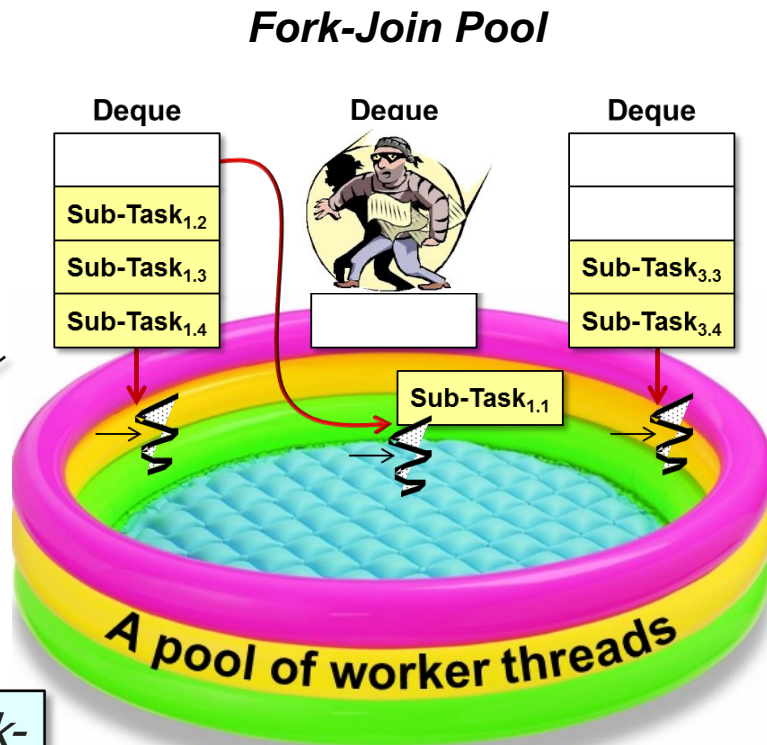 Fork-Join Pool
Deque
Deque
Deque
Sub-Task1.2
Sub-Task1.3
Sub-Task1.4
Sub-Task3.3
Sub-Task3.4
Sub-Task1.1
A pool of worker threads
k-